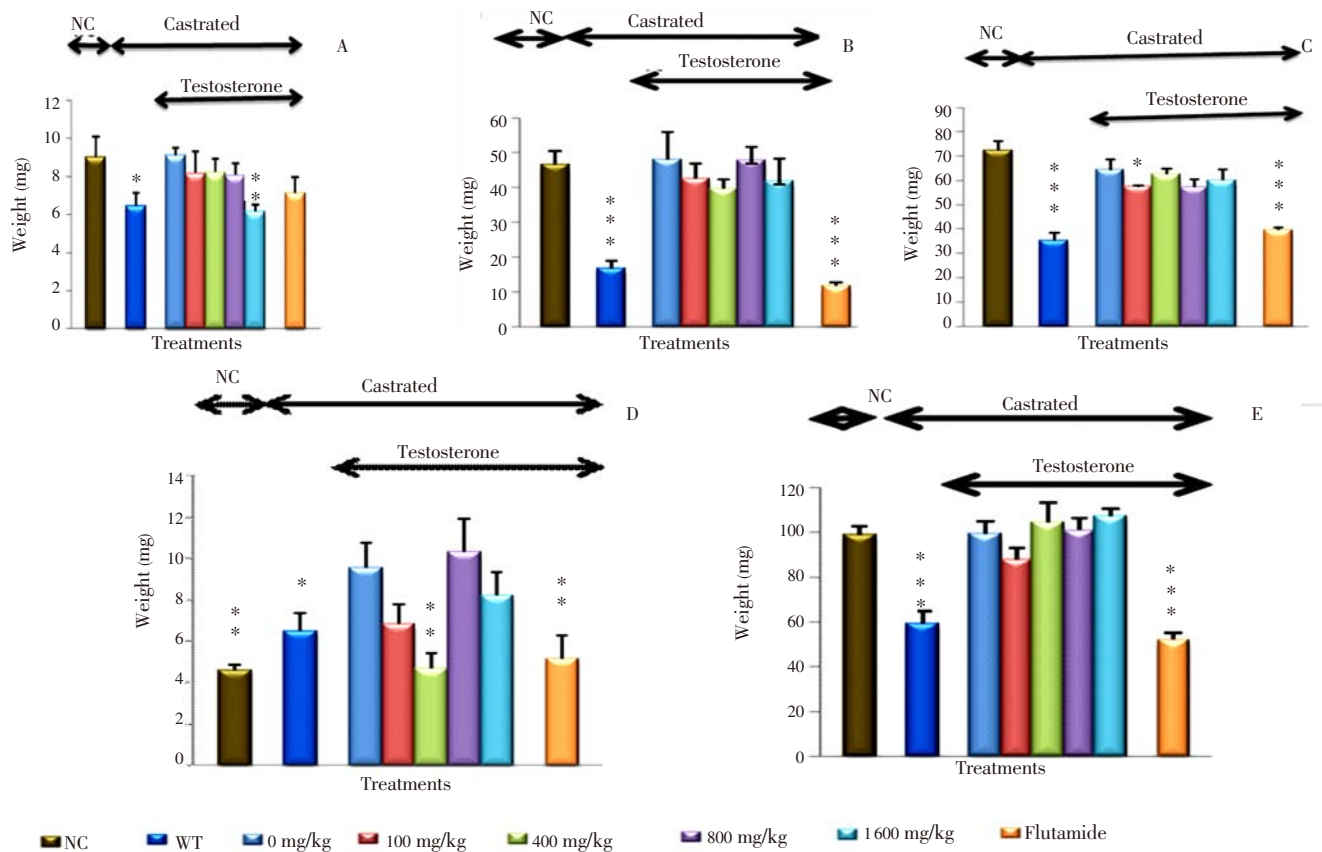 NC Castrated A
Testosterone
Weight (mg)
12
10
8
6
4
2
0
*
* *
Treatments
NC Castrated B
Testosterone
Weight (mg)
60
50
40
30
20
10
0
* * *
* * *
Treatments
NC Castrated C
Testosterone
Weight (mg)
90
80
70
60
50
40
30
20
10
0
* * *
*
* * *
Treatments
NC Castrated D
Testosterone
Weight (mg)
14
12
10
8
6
4
2
0
* *
*
* *
* *
Treatments
NC Castrated E
Testosterone
Weight (mg)
120
100
80
60
40
20
0
* * *
* * *
Treatments
NC WT 0 mg/kg 100 mg/kg 400 mg/kg 800 mg/kg 1 600 mg/kg Flutamide